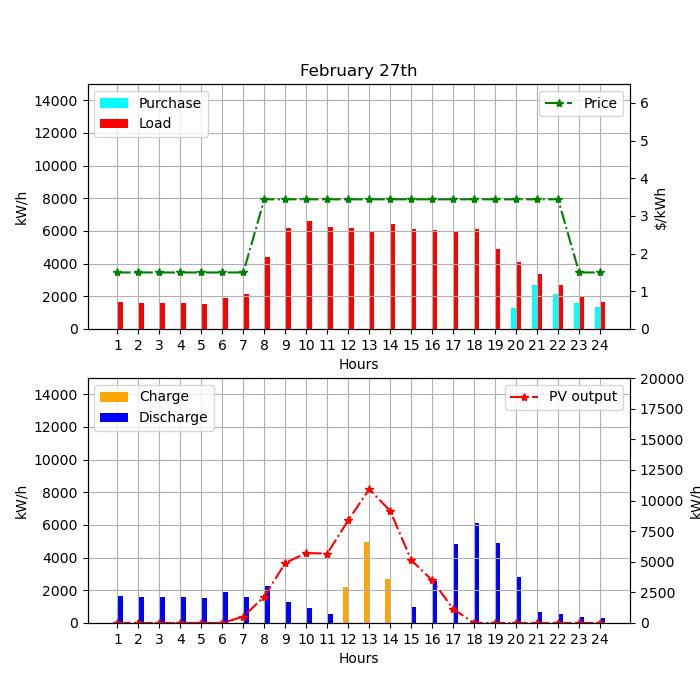 February 27th
Purchase
Load
Price
14000
12000
10000
8000
6000
4000
2000
0
kW/h
6
5
4
3
2
1
0
$/kWh
1 2 3 4 5 6 7 8 9 10 11 12 13 14 15 16 17 18 19 20 21 22 23 24
Hours
Charge
Discharge
PV output
14000
12000
10000
8000
6000
4000
2000
0
kW/h
20000
17500
15000
12500
10000
7500
5000
2500
0
kW/h
1 2 3 4 5 6 7 8 9 10 11 12 13 14 15 16 17 18 19 20 21 22 23 24
Hours